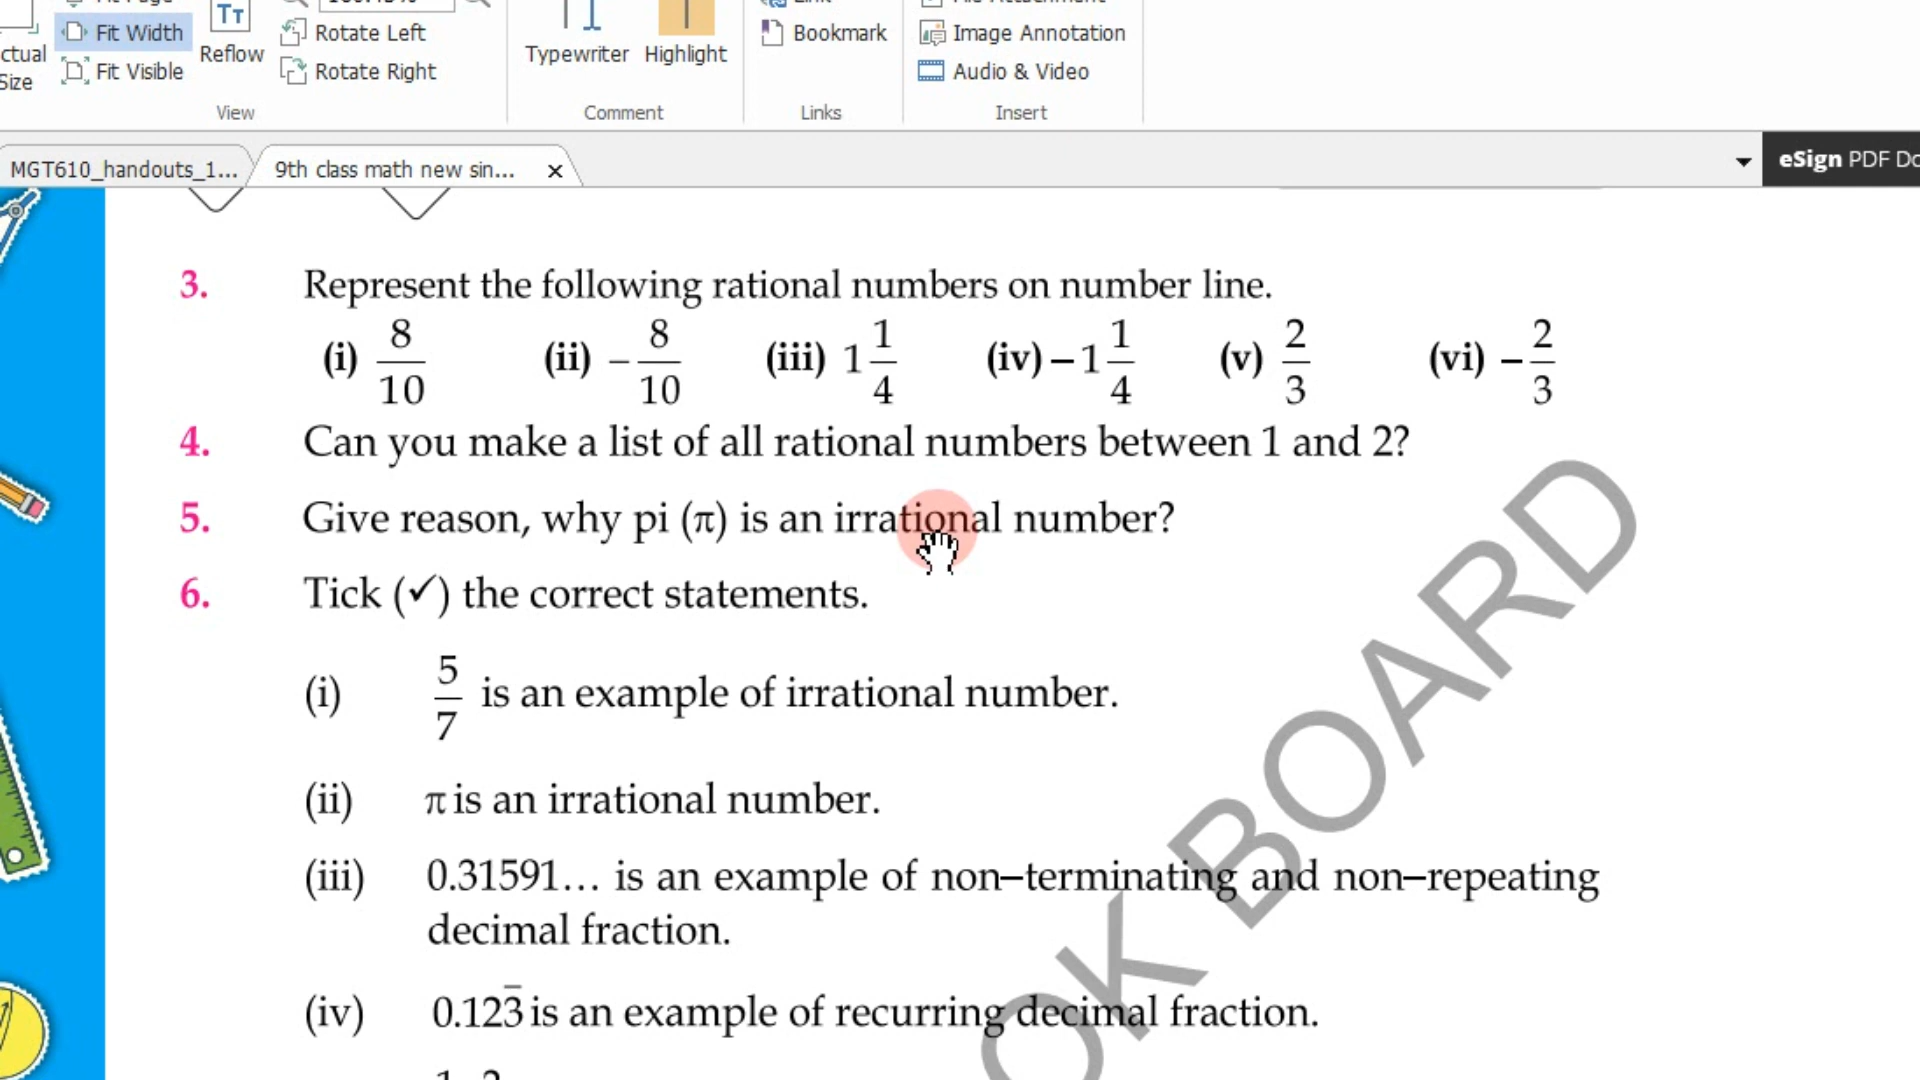 Fit Width
Reflow
Rotate Left
Typewriter Highlight
Bookmark
Image Annotation
Size
Fit Visible
Rotate Right
Audio & Video
View
Comment
Links
Insert
MGT610_handouts_1...
9th class math new sin...
eSign PDF Do
3. Represent the following rational numbers on number line.
(i) 8/10 (ii) –8/10 (iii) 1 1/4 (iv) –1 1/4 (v) 2/3 (vi) –2/3
4. Can you make a list of all rational numbers between 1 and 2?
5. Give reason, why pi (π) is an irrational number?
6. Tick (✓) the correct statements.
(i) 5/7 is an example of irrational number.
(ii) π is an irrational number.
(iii) 0.31591... is an example of non–terminating and non–repeating
decimal fraction.
(iv) 0.123̅ is an example of recurring decimal fraction.
OK BOARD